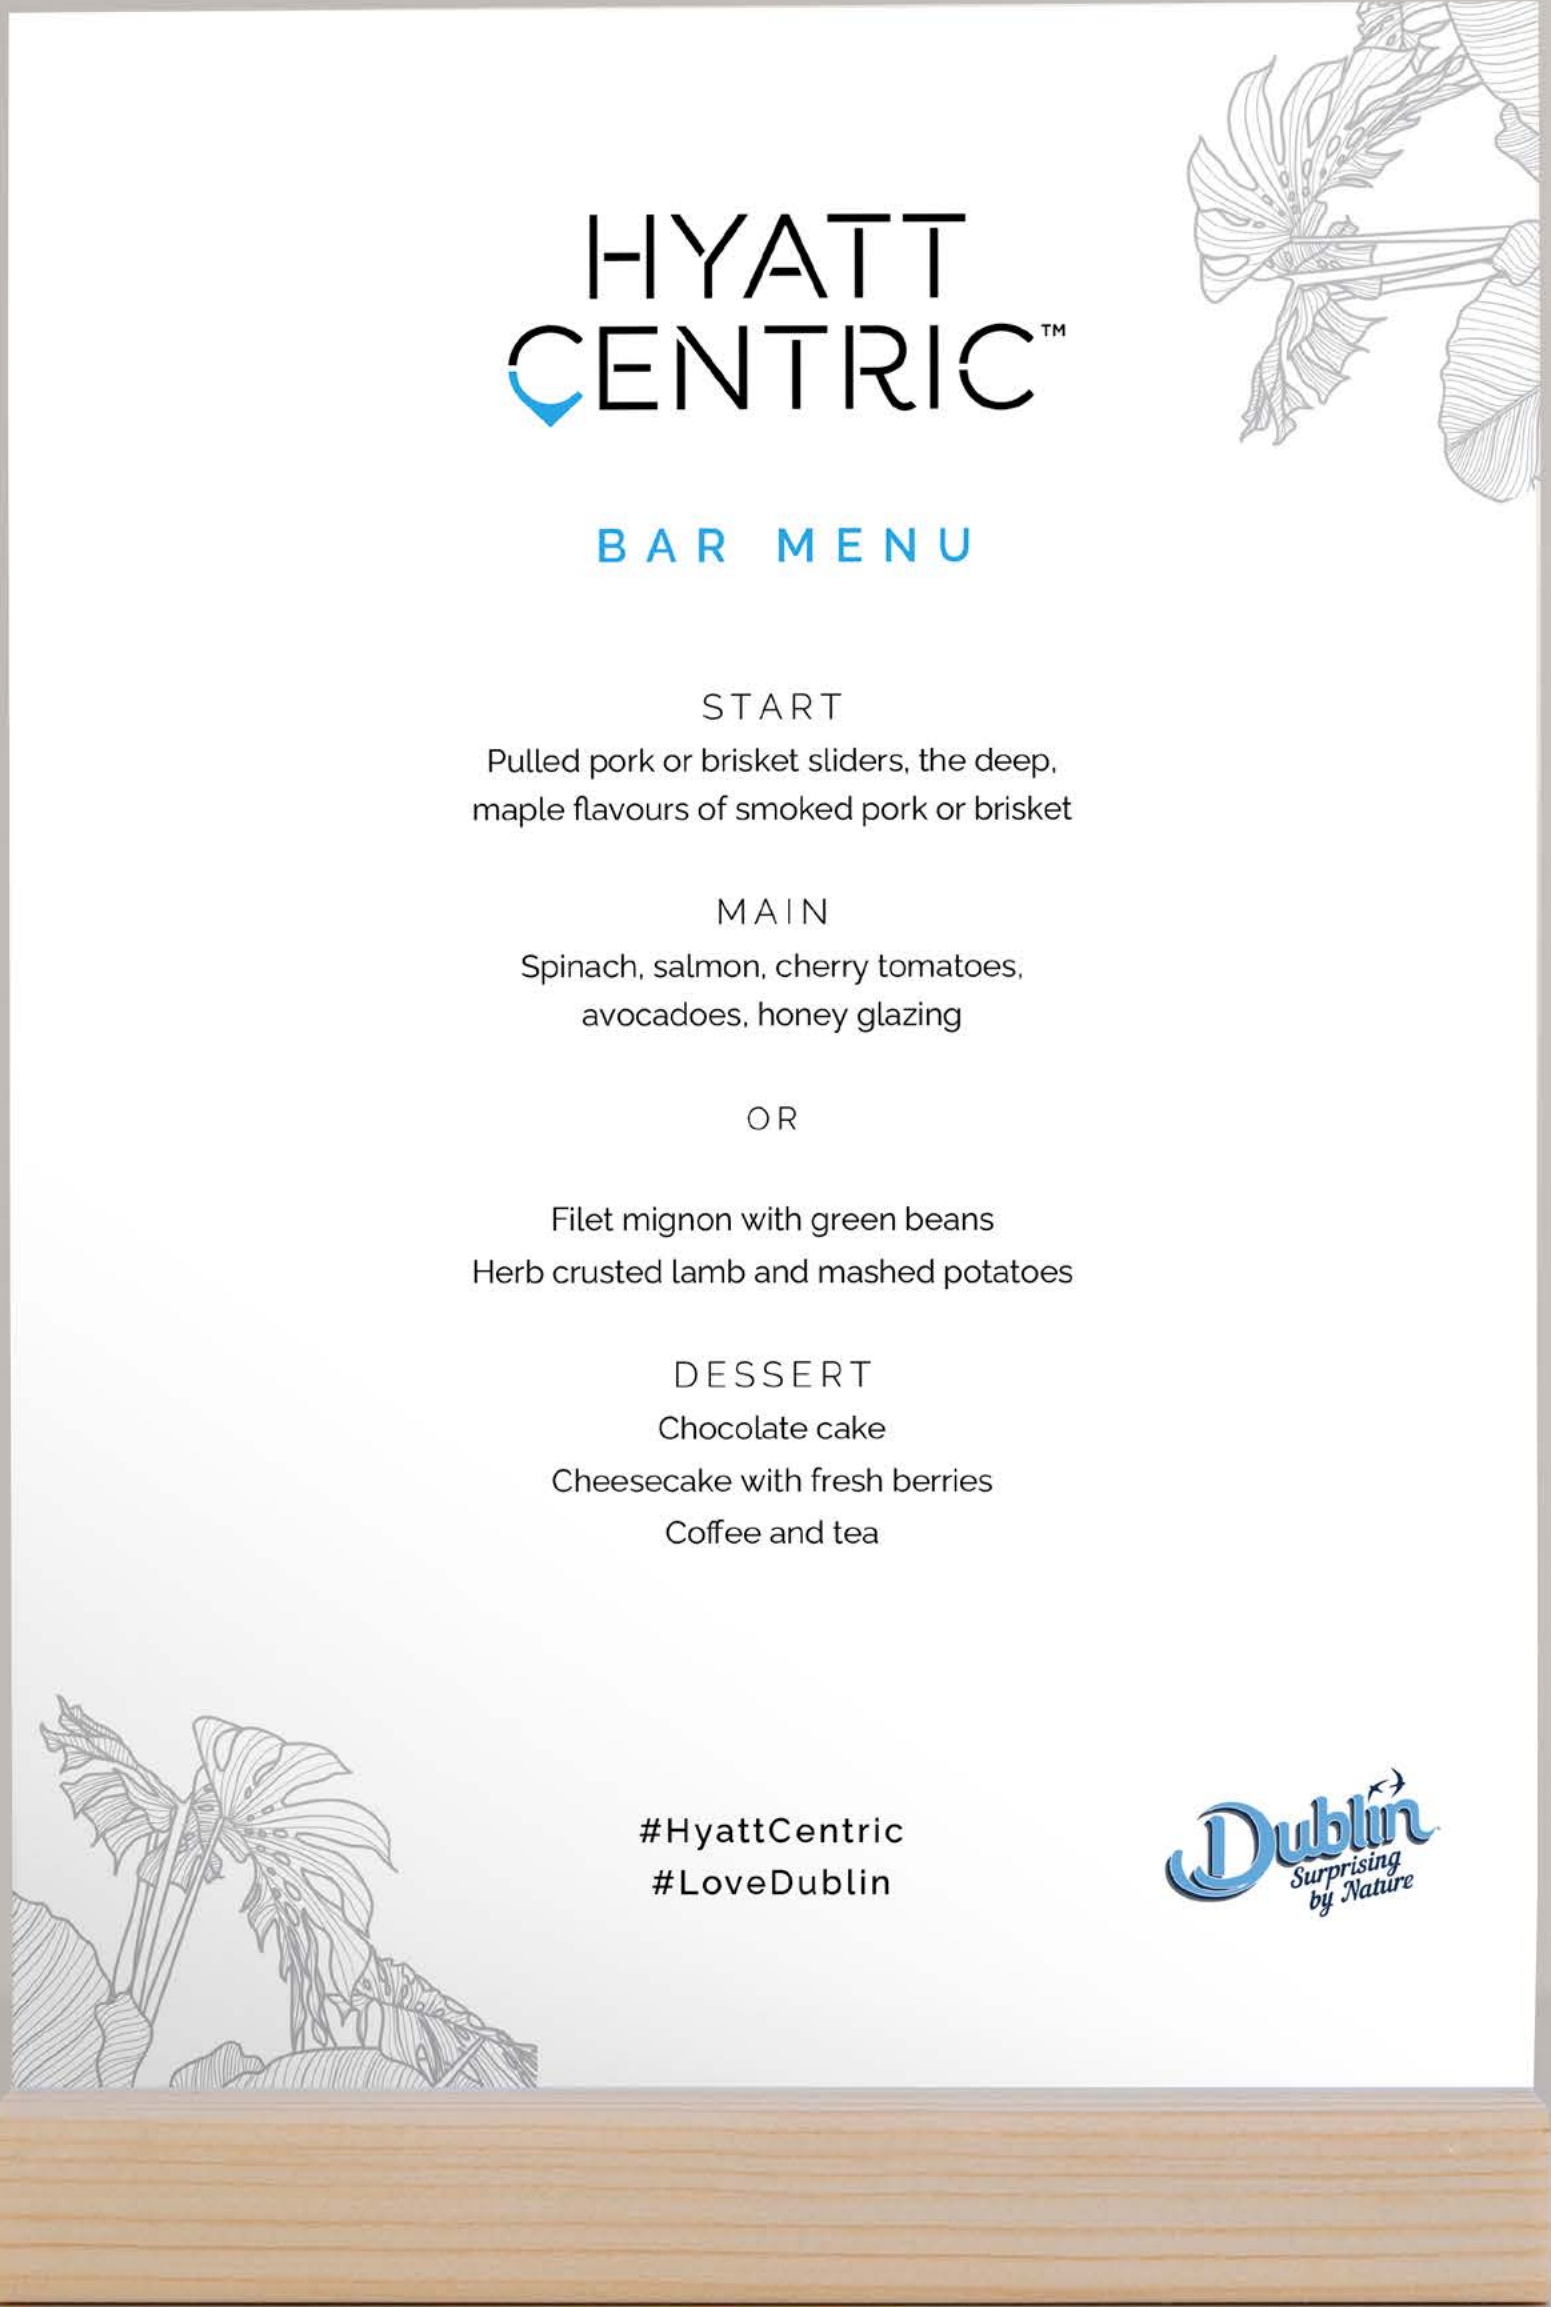 HYATT
CENTRIC™
BAR MENU
START
Pulled pork or brisket sliders, the deep,
maple flavours of smoked pork or brisket
MAIN
Spinach, salmon, cherry tomatoes,
avocadoes, honey glazing
OR
Filet mignon with green beans
Herb crusted lamb and mashed potatoes
DESSERT
Chocolate cake
Cheesecake with fresh berries
Coffee and tea
#HyattCentric
#LoveDublin
Dublin
Surprising
by Nature